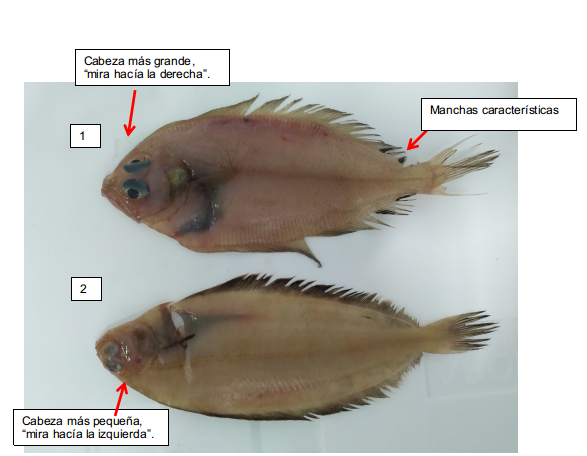 Cabeza más grande,
“mira hacía la derecha”.
Manchas características
1
2
Cabeza más pequeña,
“mira hacía la izquierda”.